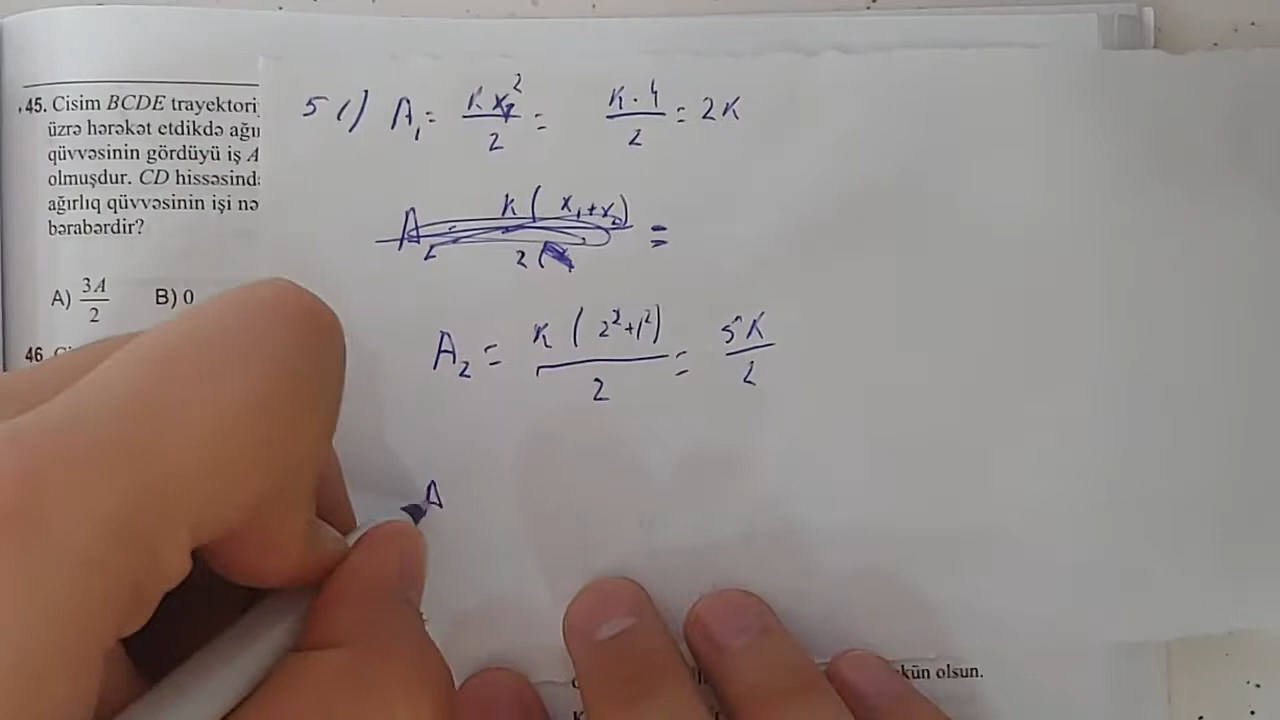 45. Cisim BCDE trayektori
üzrə hərəkət etdikdə ağı
qüvvəsinin gördüyü iş A
olmuşdur. CD hissəsind
ağırlıq qüvvəsinin işi nə
bərabərdir?
A) 3A/2 B) 0
46
51) A₁ = kx₁²/2 = k·4/2 = 2k
A₂ = k(2²+1²)/2 = 5k/2
A
kün olsun.